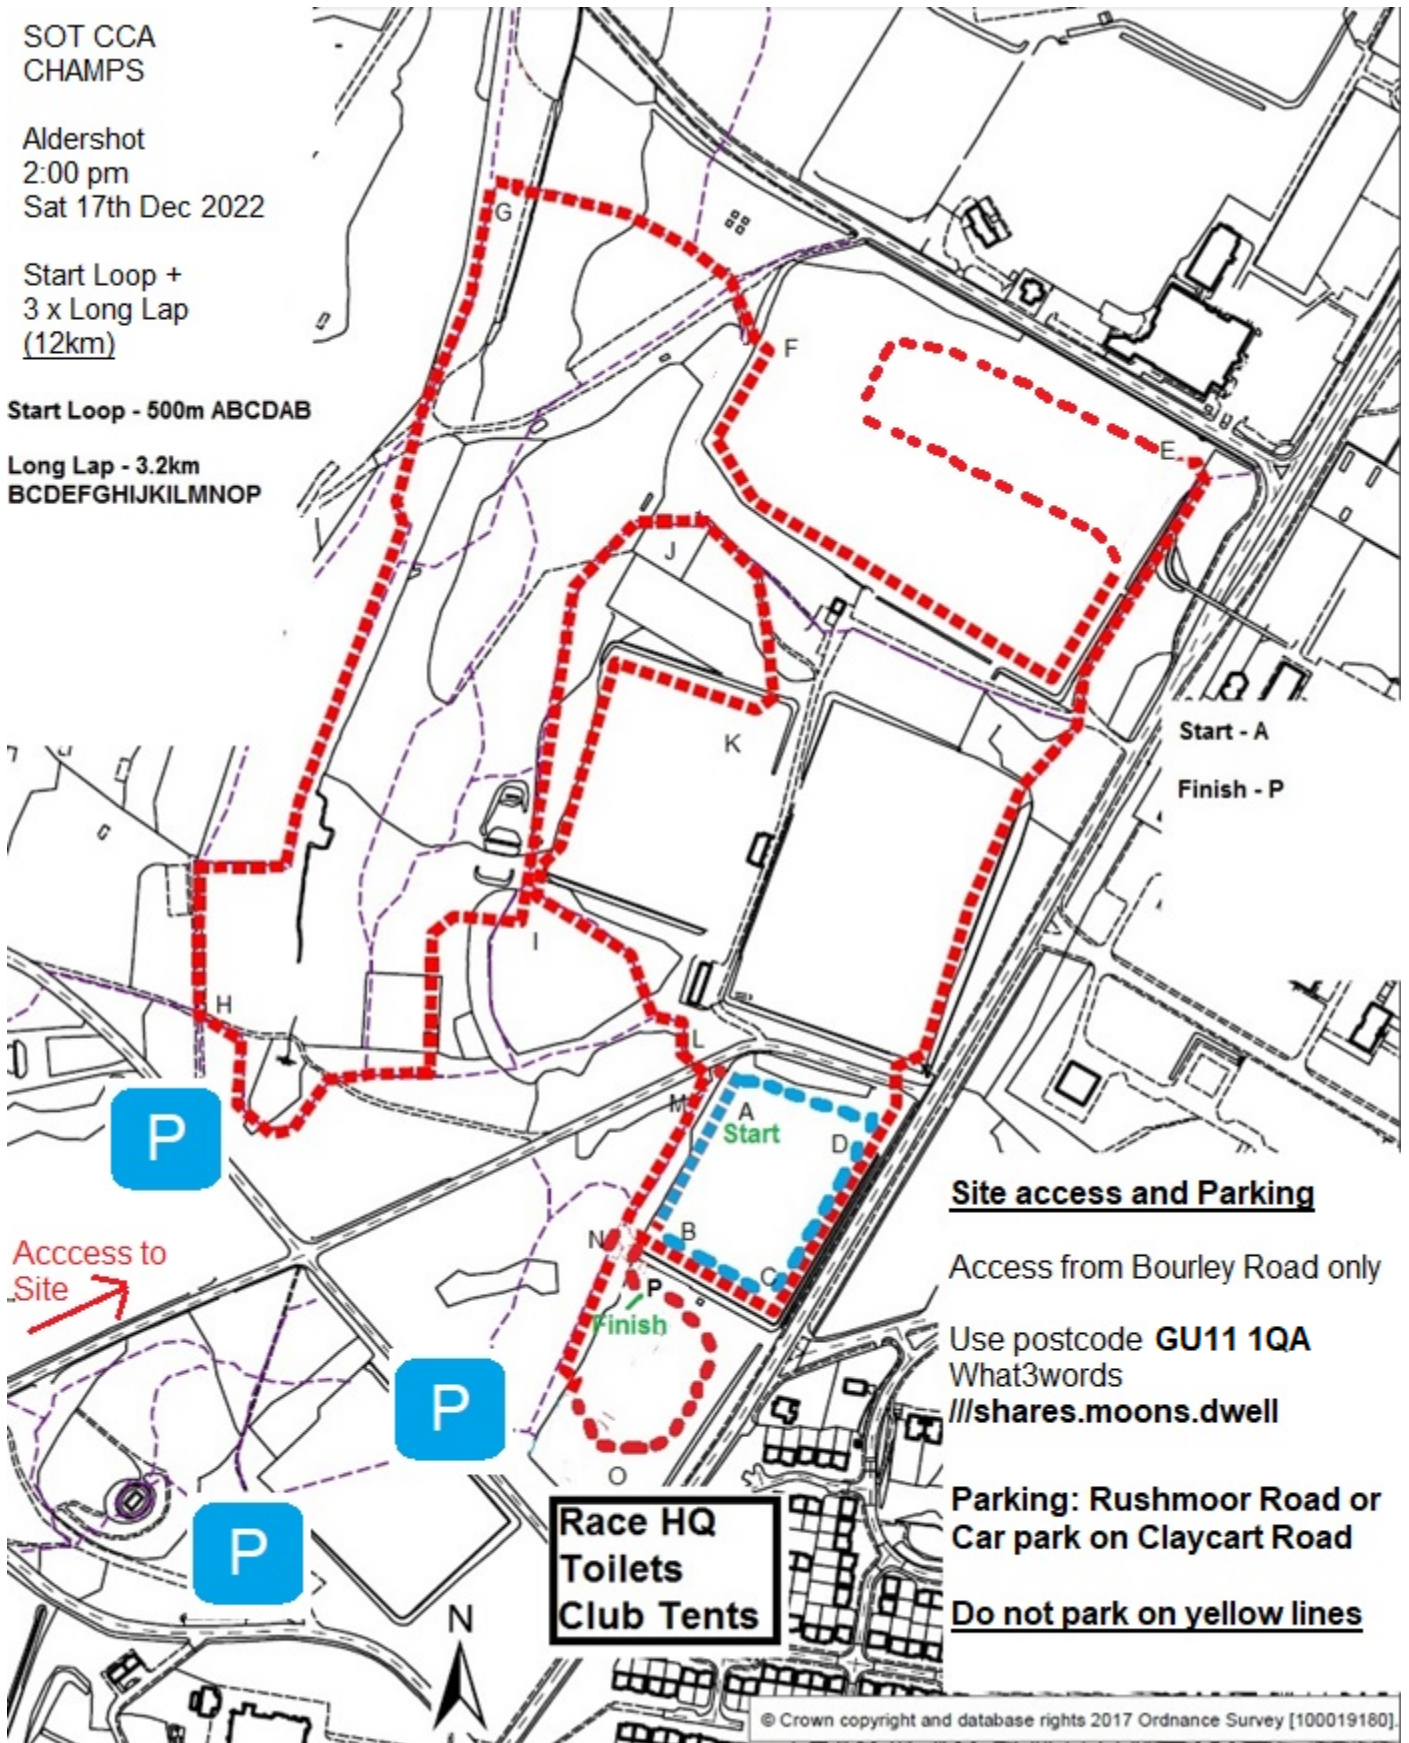 SOT CCA
CHAMPS
Aldershot
2:00 pm
Sat 17th Dec 2022
Start Loop +
3 x Long Lap
(12km)
Start Loop - 500m ABCDAB
Long Lap - 3.2km
BCDEFGHIJKILMNOP
G
F
E
J
K
Start - A
Finish - P
I
H
L
M
A
Start
D
P
B
N
C
P
Finish
Acccess to
Site
P
O
P
Site access and Parking
Access from Bourley Road only
Use postcode GU11 1QA
What3words
///shares.moons.dwell
Parking: Rushmoor Road or
Car park on Claycart Road
Do not park on yellow lines
Race HQ
Toilets
Club Tents
N
© Crown copyright and database rights 2017 Ordnance Survey [100019180].